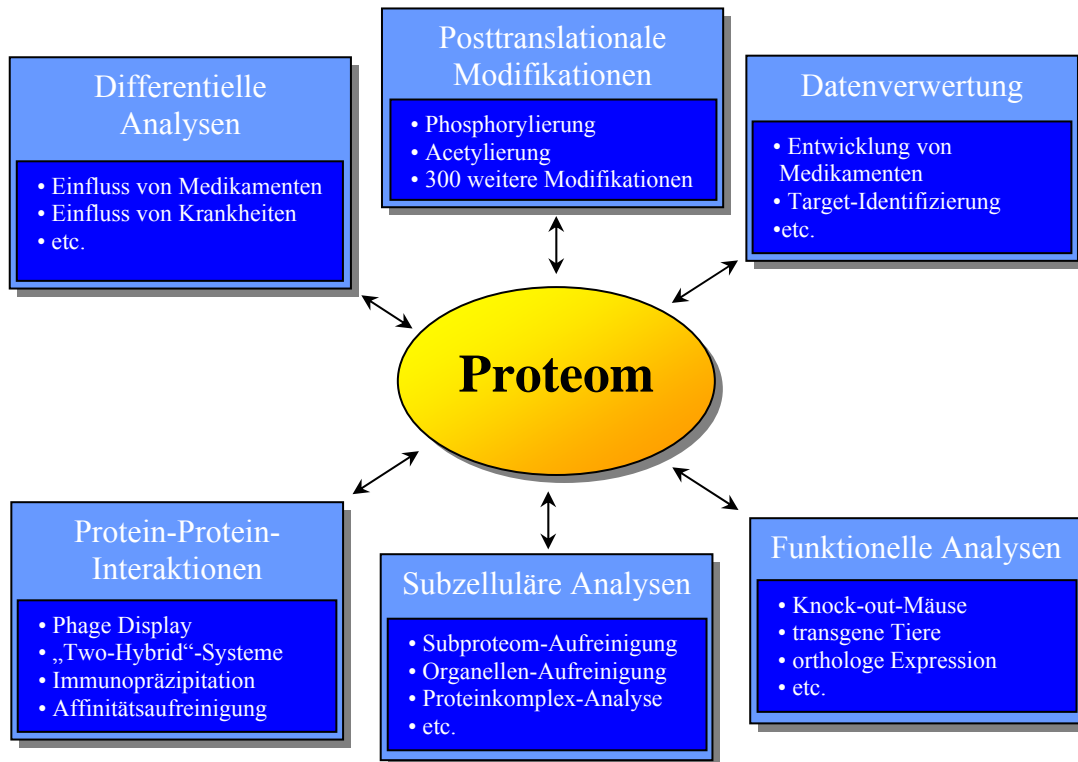 Differentielle
Analysen
• Einfluss von Medikamenten
• Einfluss von Krankheiten
• etc.
Posttranslationale
Modifikationen
• Phosphorylierung
• Acetylierung
• 300 weitere Modifikationen
Datenverwertung
• Entwicklung von
Medikamenten
• Target-Identifizierung
•etc.
Proteom
Protein-Protein-
Interaktionen
• Phage Display
• „Two-Hybrid“-Systeme
• Immunopräzipitation
• Affinitätsaufreinigung
Subzelluläre Analysen
• Subproteom-Aufreinigung
• Organellen-Aufreinigung
• Proteinkomplex-Analyse
• etc.
Funktionelle Analysen
• Knock-out-Mäuse
• transgene Tiere
• orthologe Expression
• etc.